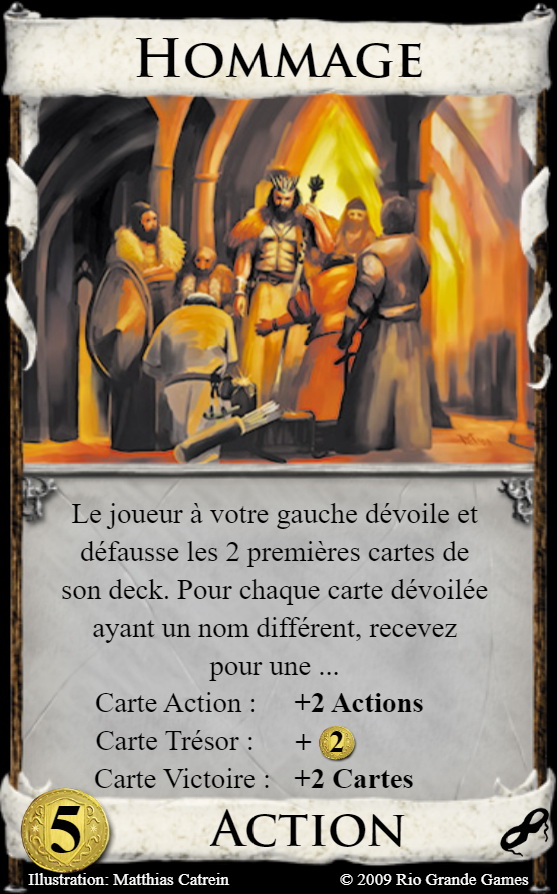 HOMMAGE
Le joueur à votre gauche dévoile et
défausse les 2 premières cartes de
son deck. Pour chaque carte dévoilée
ayant un nom différent, recevez
pour une ...
Carte Action : +2 Actions
Carte Trésor : + 2
Carte Victoire : +2 Cartes
5 ACTION
Illustration: Matthias Catrein © 2009 Rio Grande Games